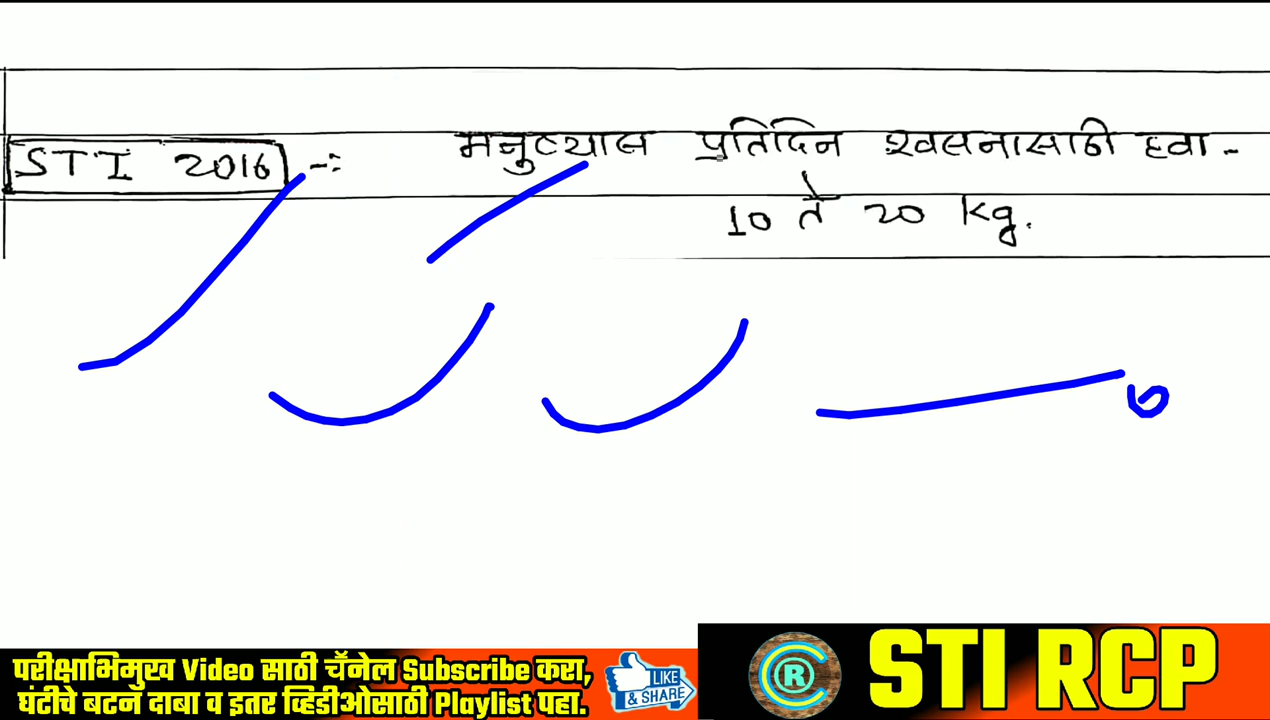 STI 2016 -: मनुष्यास प्रतिदिन श्वसनासाठी हवा -
10 ते 20 kg.
परीक्षाभिमुख Video साठी चॅनेल Subscribe करा,
घंटीचे बटन दाबा व इतर व्हिडीओसाठी Playlist पहा.
LIKE
& SHARE
R
STI RCP